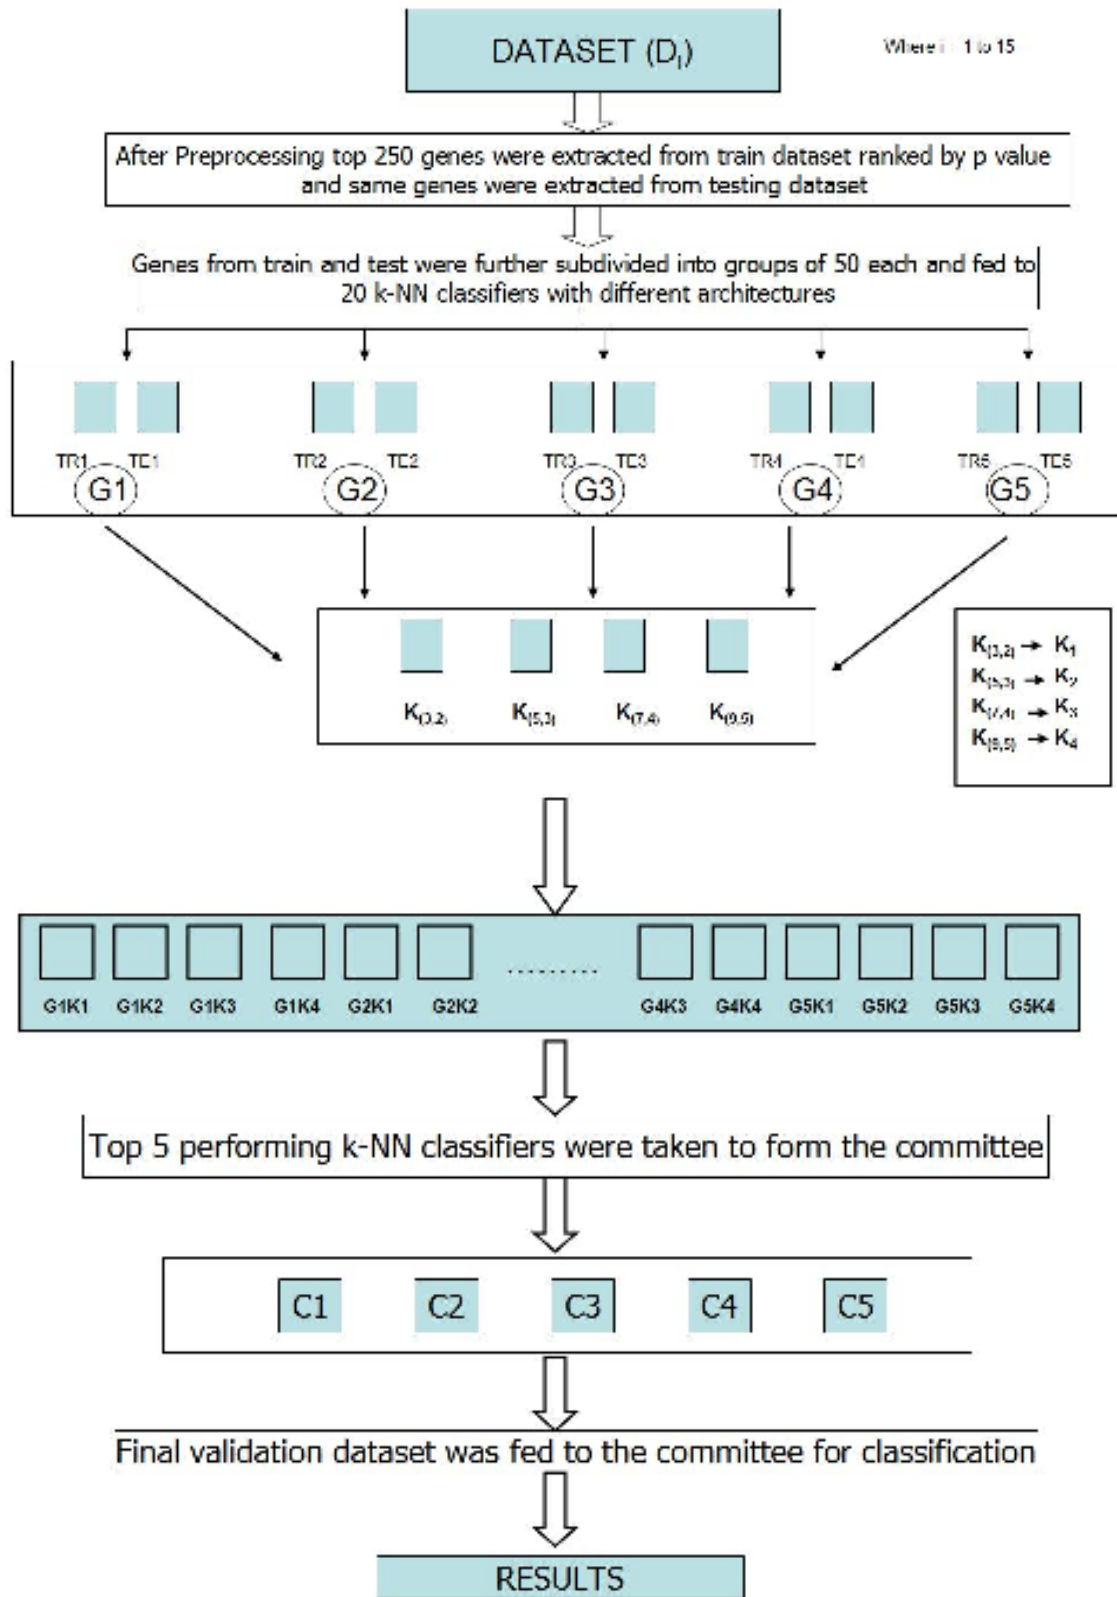 DATASET (Di)
Where i = 1 to 15
After Preprocessing top 250 genes were extracted from train dataset ranked by p value
and same genes were extracted from testing dataset
Genes from train and test were further subdivided into groups of 50 each and fed to
20 k-NN classifiers with different architectures
TR1 TE1 TR2 TE2 TR3 TE3 TR4 TE4 TR5 TE5
G1 G2 G3 G4 G5
K(3,2) K(5,3) K(7,4) K(9,5)
K(3,2) → K1
K(5,3) → K2
K(7,4) → K3
K(9,5) → K4
G1K1 G1K2 G1K3 G1K4 G2K1 G2K2 ......... G4K3 G4K4 G5K1 G5K2 G5K3 G5K4
Top 5 performing k-NN classifiers were taken to form the committee
C1 C2 C3 C4 C5
Final validation dataset was fed to the committee for classification
RESULTS